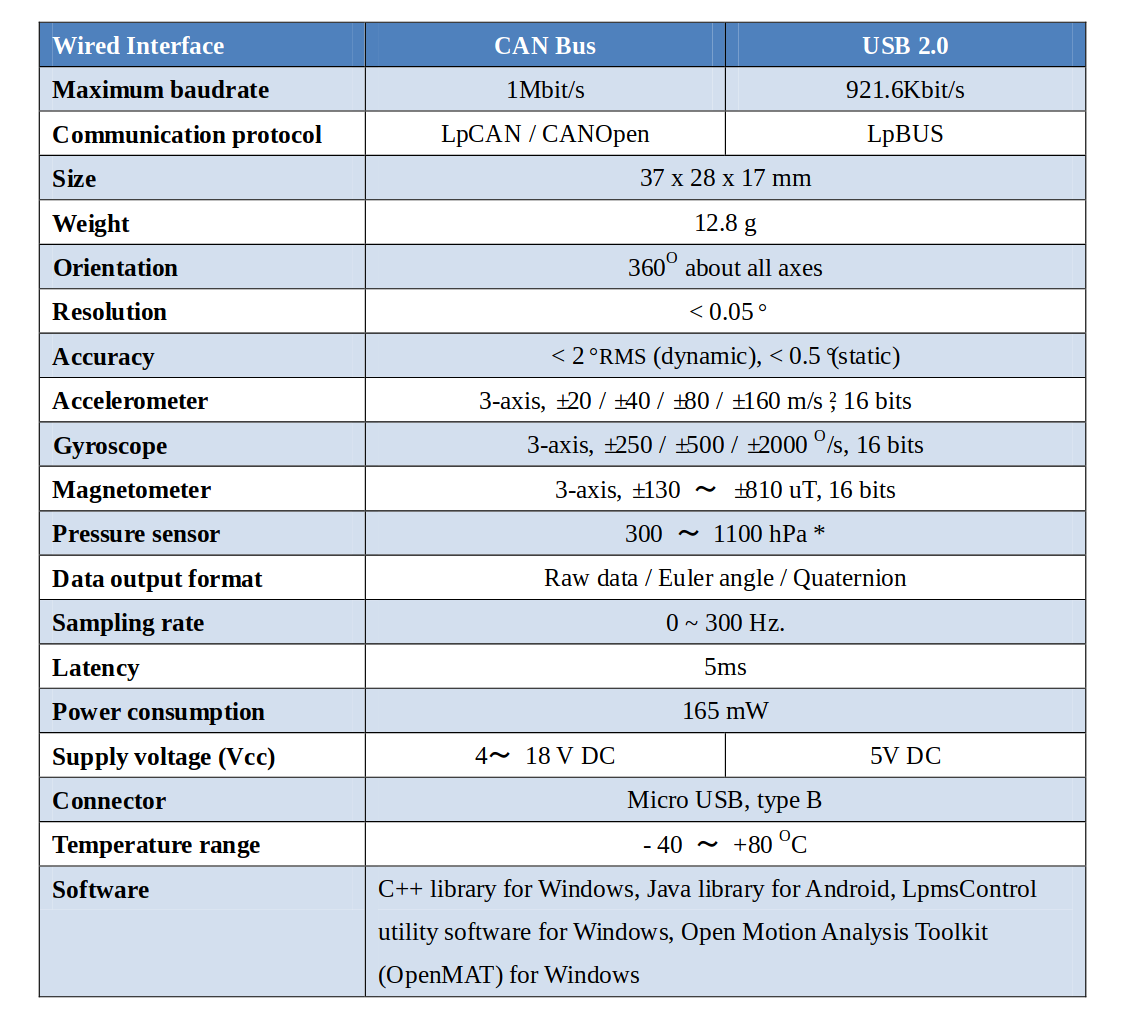 Wired Interface CAN Bus USB 2.0
Maximum baudrate 1Mbit/s 921.6Kbit/s
Communication protocol LpCAN / CANOpen LpBUS
Size 37 x 28 x 17 mm
Weight 12.8 g
Orientation 360O about all axes
Resolution < 0.05 °
Accuracy < 2 °RMS (dynamic), < 0.5 °(static)
Accelerometer 3-axis, ±20 / ±40 / ±80 / ±160 m/s ², 16 bits
Gyroscope 3-axis, ±250 / ±500 / ±2000 O/s, 16 bits
Magnetometer 3-axis, ±130 ～ ±810 uT, 16 bits
Pressure sensor 300 ～ 1100 hPa *
Data output format Raw data / Euler angle / Quaternion
Sampling rate 0 ~ 300 Hz.
Latency 5ms
Power consumption 165 mW
Supply voltage (Vcc) 4～ 18 V DC 5V DC
Connector Micro USB, type B
Temperature range - 40 ～ +80 OC
Software C++ library for Windows, Java library for Android, LpmsControl
utility software for Windows, Open Motion Analysis Toolkit
(OpenMAT) for Windows